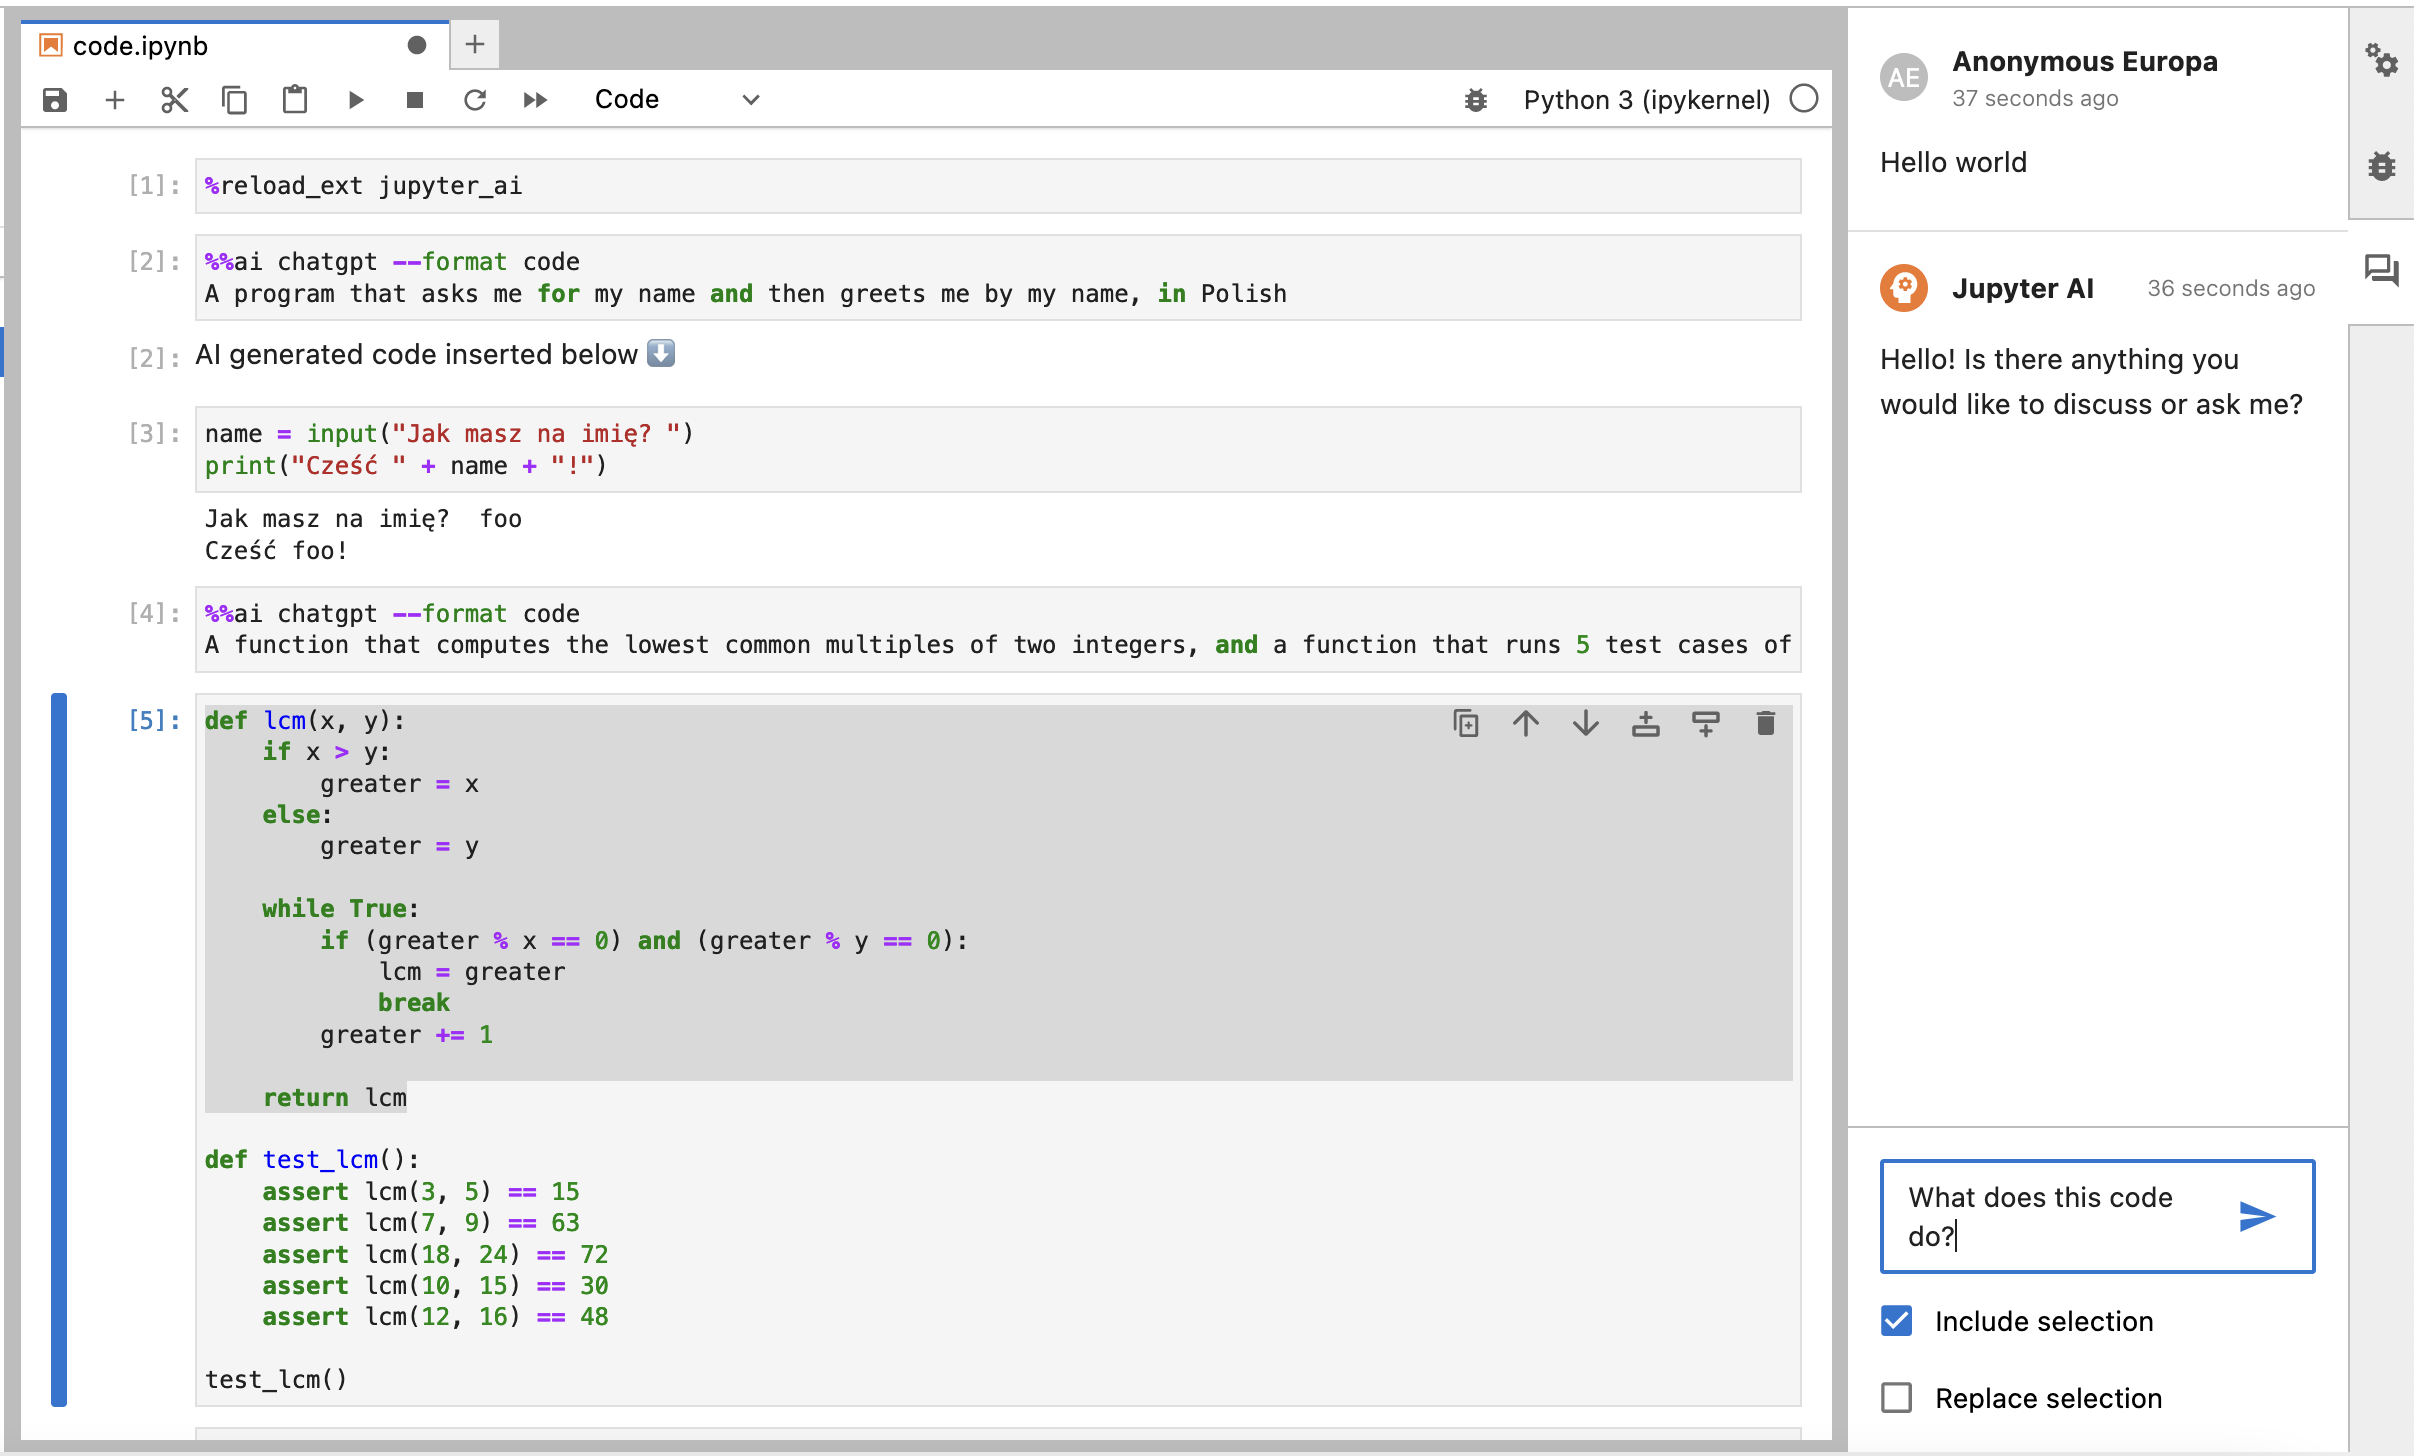 code.ipynb
Code
Python 3 (ipykernel)
[1]: %reload_ext jupyter_ai
[2]: %%ai chatgpt --format code
A program that asks me for my name and then greets me by my name, in Polish
[2]: AI generated code inserted below ⬇️
[3]: name = input("Jak masz na imię? ")
print("Cześć " + name + "!")
Jak masz na imię?  foo
Cześć foo!
[4]: %%ai chatgpt --format code
A function that computes the lowest common multiples of two integers, and a function that runs 5 test cases of
[5]: def lcm(x, y):
    if x > y:
        greater = x
    else:
        greater = y
    while True:
        if (greater % x == 0) and (greater % y == 0):
            lcm = greater
            break
        greater += 1
    return lcm
def test_lcm():
    assert lcm(3, 5) == 15
    assert lcm(7, 9) == 63
    assert lcm(18, 24) == 72
    assert lcm(10, 15) == 30
    assert lcm(12, 16) == 48
test_lcm()
AE
Anonymous Europa
37 seconds ago
Hello world
Jupyter AI 36 seconds ago
Hello! Is there anything you
would like to discuss or ask me?
What does this code
do?
Include selection
Replace selection